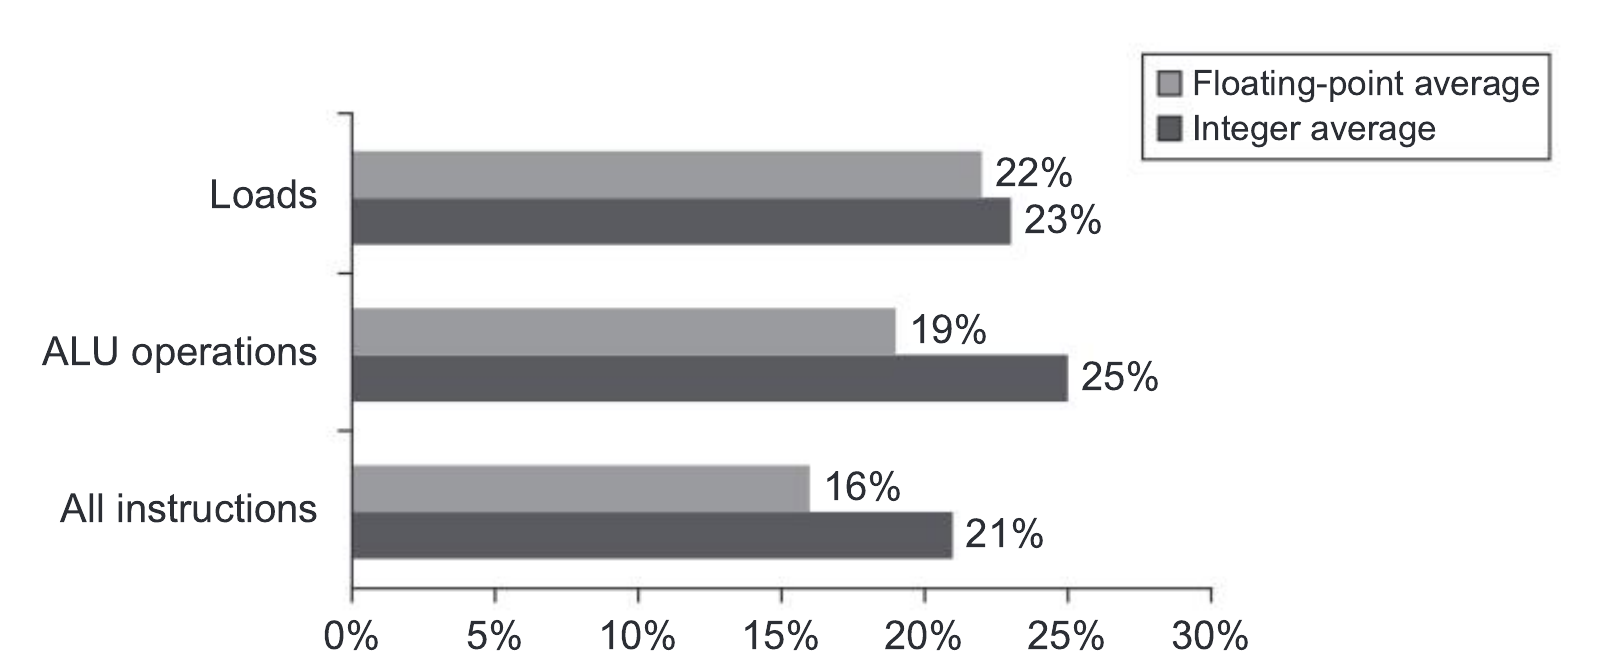 Floating-point average
Integer average
Loads
22%
23%
ALU operations
19%
25%
All instructions
16%
21%
0% 5% 10% 15% 20% 25% 30%